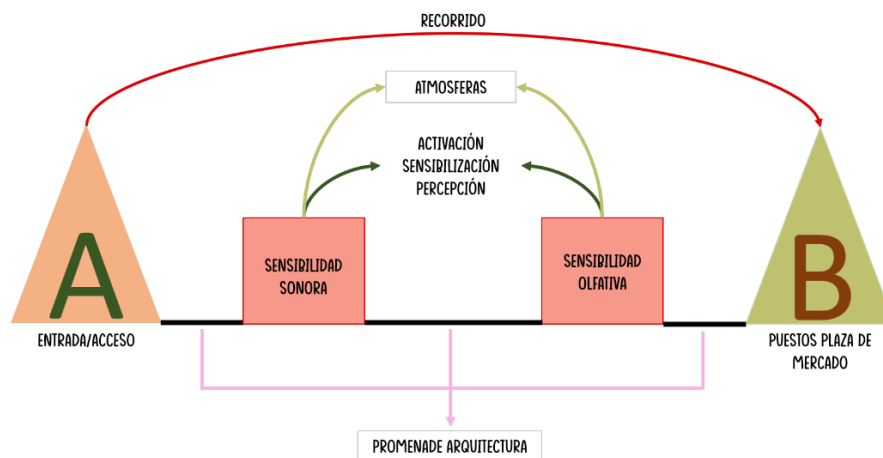 RECORRIDO
ATMOSFERAS
ACTIVACIÓN
SENSIBILIZACIÓN
PERCEPCIÓN
A
SENSIBILIDAD
SONORA
SENSIBILIDAD
OLFATIVA
B
ENTRADA/ACCESO
PUESTOS PLAZA DE
MERCADO
PROMENADE ARQUITECTURA